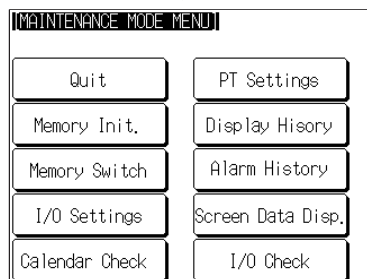 [MAINTENANCE MODE MENU]
Quit
PT Settings
Memory Init.
Display Hisory
Memory Switch
Alarm History
I/O Settings
Screen Data Disp.
Calendar Check
I/O Check